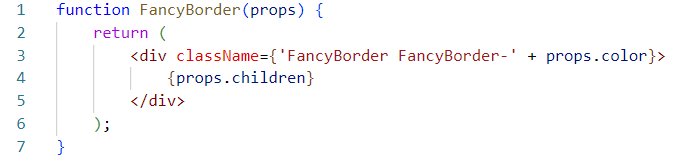 1 function FancyBorder(props) {
2     return (
3         <div className={'FancyBorder FancyBorder-' + props.color}>
4             {props.children}
5         </div>
6     );
7 }